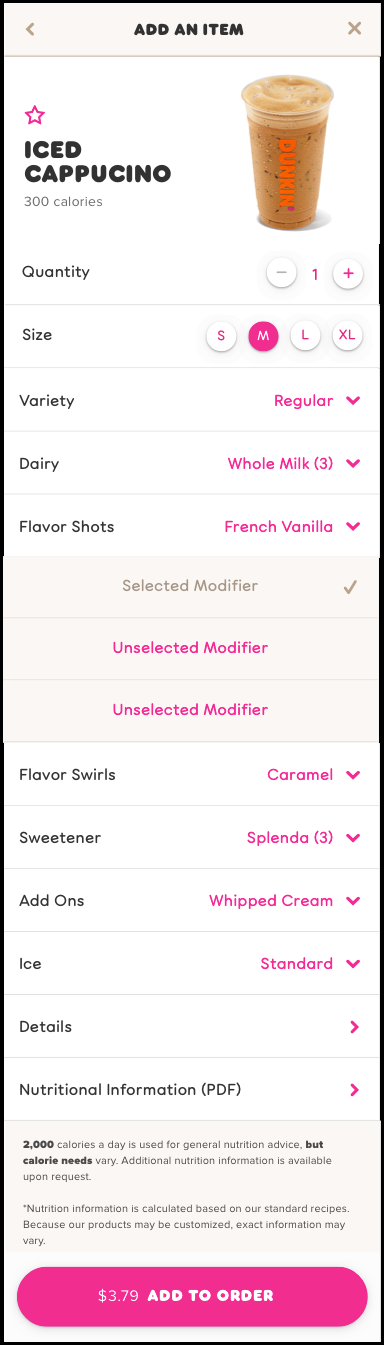 ADD AN ITEM
ICED
CAPPUCINO
300 calories
DUNKIN'
Quantity
1
Size
S M L XL
Variety Regular
Dairy Whole Milk (3)
Flavor Shots French Vanilla
Selected Modifier
Unselected Modifier
Unselected Modifier
Flavor Swirls Caramel
Sweetener Splenda (3)
Add Ons Whipped Cream
Ice Standard
Details
Nutritional Information (PDF)
2,000 calories a day is used for general nutrition advice, but
calorie needs vary. Additional nutrition information is available
upon request.
*Nutrition information is calculated based on our standard recipes.
Because our products may be customized, exact information may
vary.
$3.79 ADD TO ORDER